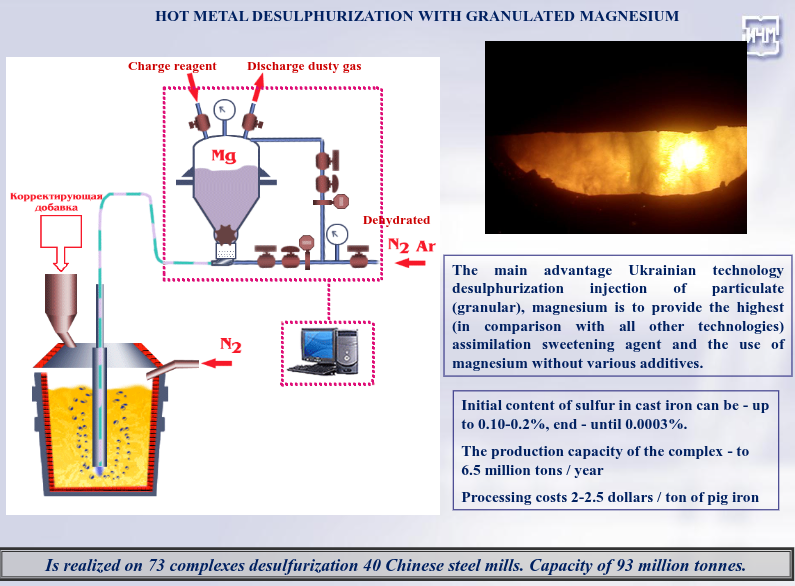 HOT METAL DESULPHURIZATION WITH GRANULATED MAGNESIUM
ИЧМ
Charge reagent
Discharge dusty gas
Mg
Корректирующая
добавка
Dehydrated
N2 Ar
N2
The main advantage Ukrainian technology
desulphurization injection of particulate
(granular), magnesium is to provide the highest
(in comparison with all other technologies)
assimilation sweetening agent and the use of
magnesium without various additives.
Initial content of sulfur in cast iron can be - up
to 0.10-0.2%, end - until 0.0003%.
The production capacity of the complex - to
6.5 million tons / year
Processing costs 2-2.5 dollars / ton of pig iron
Is realized on 73 complexes desulfurization 40 Chinese steel mills. Capacity of 93 million tonnes.